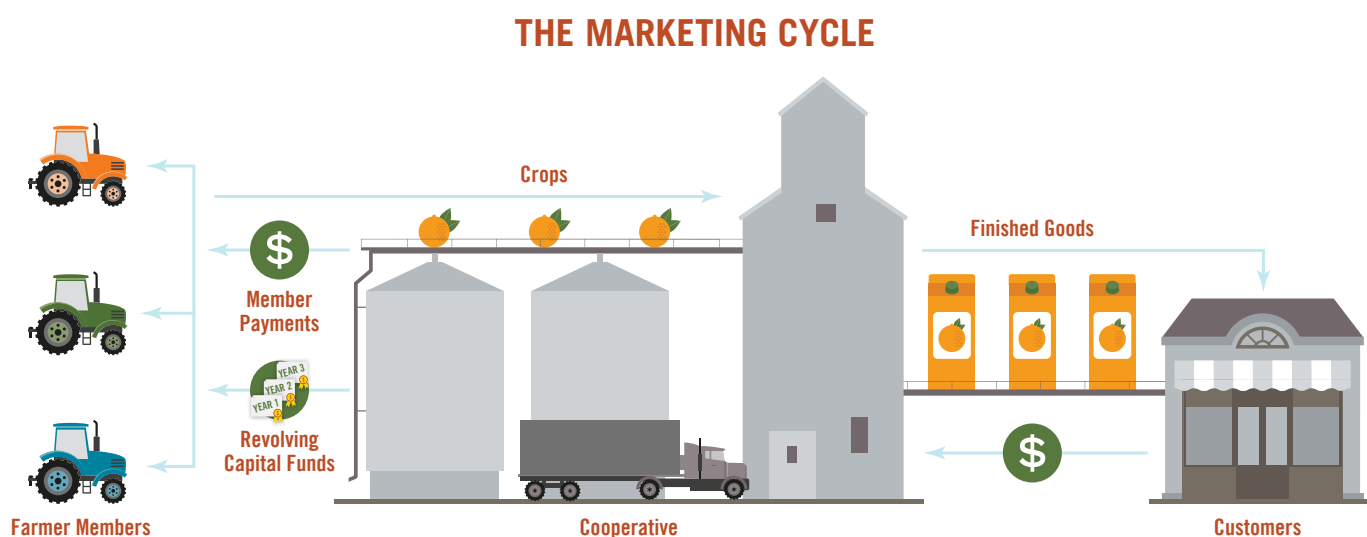 THE MARKETING CYCLE
Crops
Finished Goods
$
Member
Payments
YEAR 3
YEAR 2
YEAR 1
Revolving
Capital Funds
$
Farmer Members
Cooperative
Customers